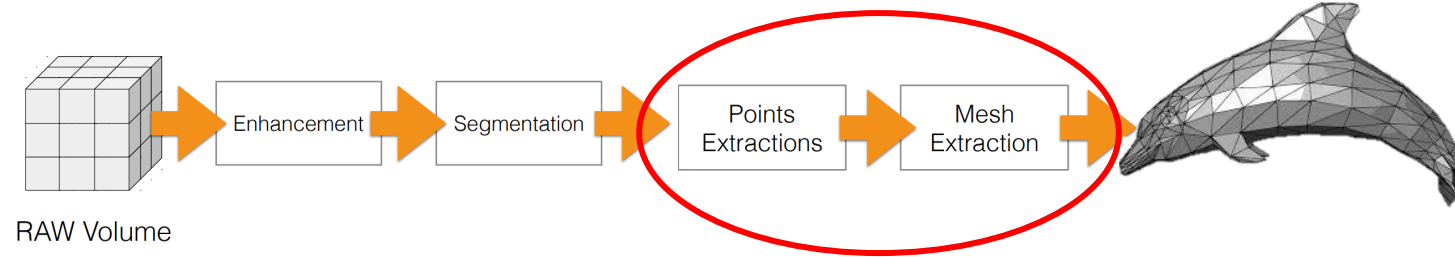 Enhancement
Segmentation
Points
Extractions
Mesh
Extraction
RAW Volume